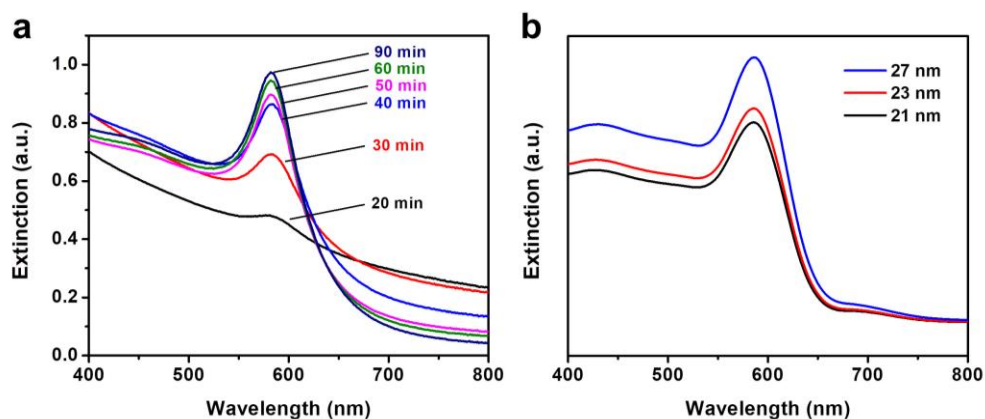 a
b
90 min
60 min
50 min
40 min
30 min
20 min
27 nm
23 nm
21 nm
Extinction (a.u.)
1.0
0.8
0.6
0.4
0.2
0.0
400 500 600 700 800
Wavelength (nm)
Extinction (a.u.)
400 500 600 700 800
Wavelength (nm)